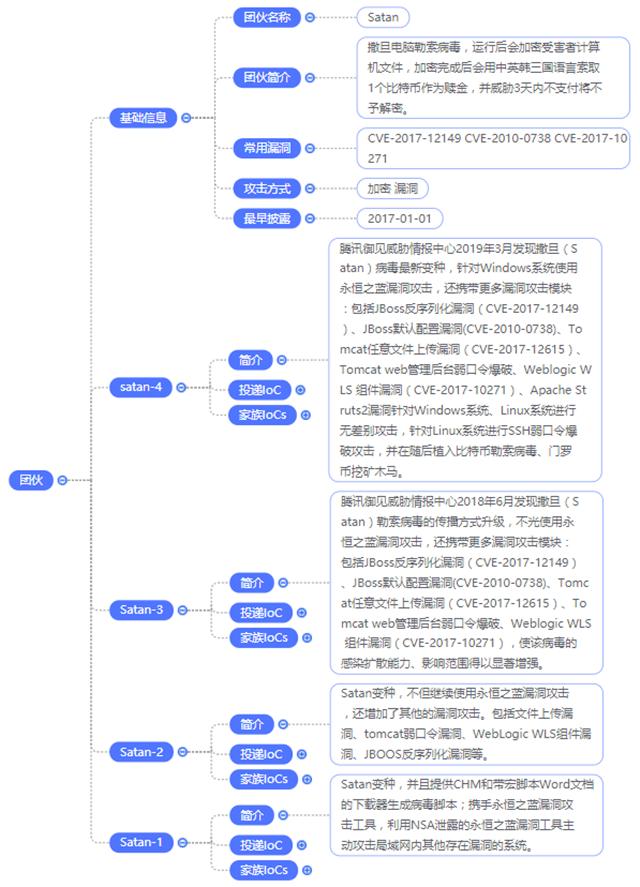 团伙
基础信息
团伙名称
Satan
团伙简介
撒旦电脑勒索病毒，运行后会加密受害者计算
机文件，加密完成后会用中英韩三国语言索取
1个比特币作为赎金，并威胁3天内不支付将不
予解密。
常用漏洞
CVE-2017-12149 CVE-2010-0738 CVE-2017-10
271
攻击方式
加密 漏洞
最早披露
2017-01-01
satan-4
简介
腾讯御见威胁情报中心2019年3月发现撒旦（S
atan）病毒最新变种，针对Windows系统使用
永恒之蓝漏洞攻击，还携带更多漏洞攻击模块
：包括JBoss反序列化漏洞（CVE-2017-12149
）、JBoss默认配置漏洞(CVE-2010-0738)、To
mcat任意文件上传漏洞（CVE-2017-12615）、
Tomcat web管理后台弱口令爆破、Weblogic W
LS 组件漏洞（CVE-2017-10271）、Apache St
ruts2漏洞针对Windows系统、Linux系统进行
无差别攻击，针对Linux系统进行SSH弱口令爆
破攻击，并在随后植入比特币勒索病毒、门罗
币挖矿木马。
投递IoC
家族IoCs
Satan-3
简介
腾讯御见威胁情报中心2018年6月发现撒旦（S
atan）勒索病毒的传播方式升级，不光使用永
恒之蓝漏洞攻击，还携带更多漏洞攻击模块：
包括JBoss反序列化漏洞（CVE-2017-12149）
、JBoss默认配置漏洞(CVE-2010-0738)、Tomc
at任意文件上传漏洞（CVE-2017-12615）、To
mcat web管理后台弱口令爆破、Weblogic WLS
组件漏洞（CVE-2017-10271），使该病毒的
感染扩散能力、影响范围得以显著增强。
投递IoC
家族IoCs
Satan-2
简介
Satan变种，不但继续使用永恒之蓝漏洞攻击
，还增加了其他的漏洞攻击。包括文件上传漏
洞、tomcat弱口令漏洞、WebLogic WLS组件漏
洞、JBOOS反序列化漏洞等。
投递IoC
家族IoCs
Satan-1
简介
Satan变种，并且提供CHM和带宏脚本Word文档
的下载器生成病毒脚本；携手永恒之蓝漏洞攻
击工具，利用NSA泄露的永恒之蓝漏洞工具主
动攻击局域网内其他存在漏洞的系统。
投递IoC
家族IoCs